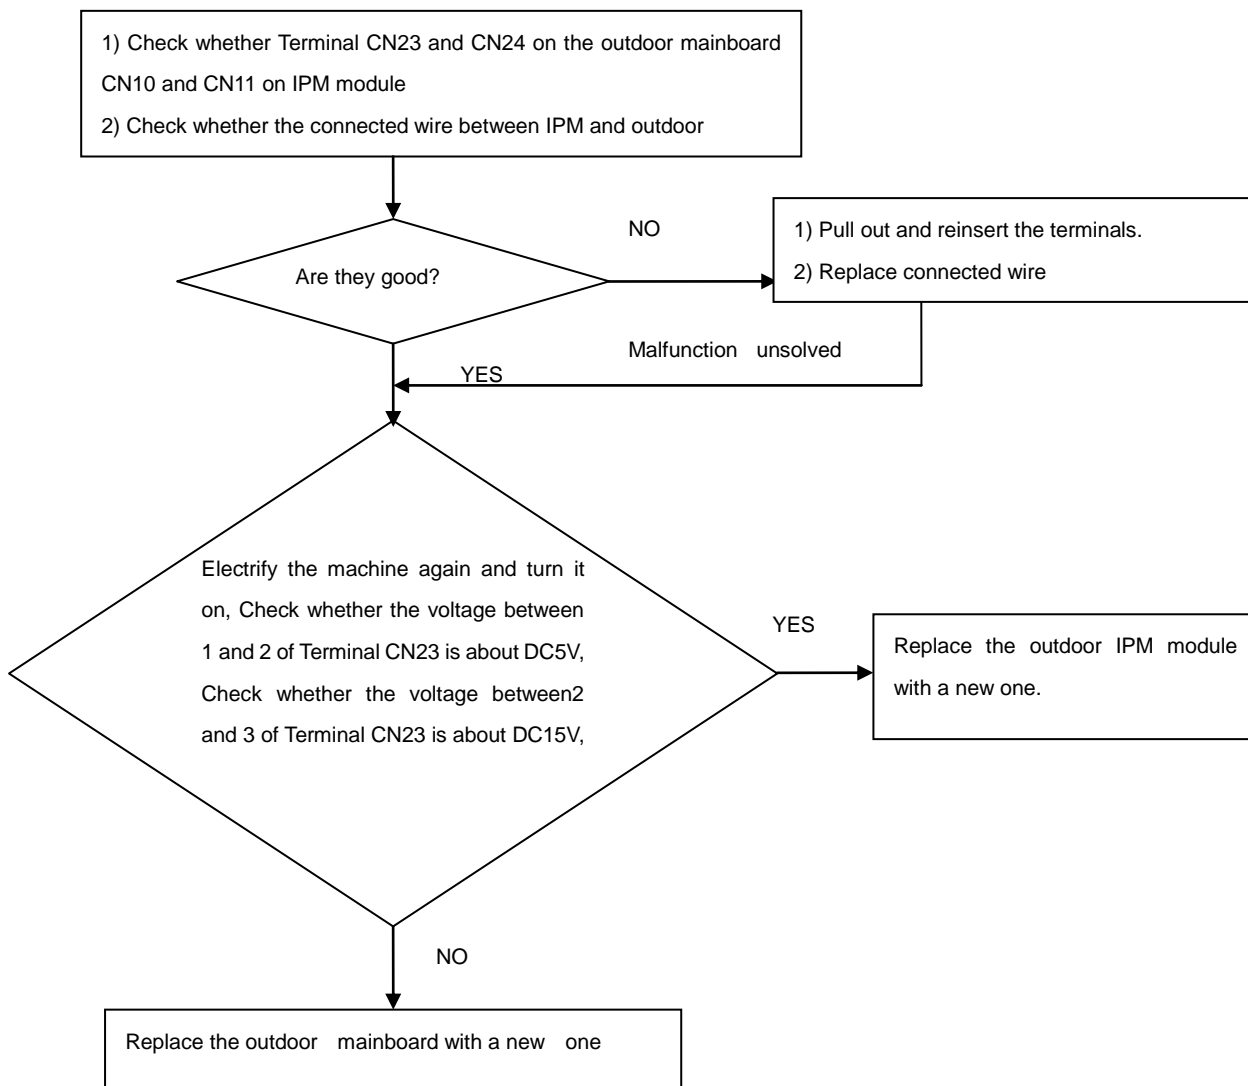 1) Check whether Terminal CN23 and CN24 on the outdoor mainboard
CN10 and CN11 on IPM module
2) Check whether the connected wire between IPM and outdoor
NO
1) Pull out and reinsert the terminals.
2) Replace connected wire
Are they good?
Malfunction unsolved
YES
Electrify the machine again and turn it
on, Check whether the voltage between
1 and 2 of Terminal CN23 is about DC5V,
Check whether the voltage between2
and 3 of Terminal CN23 is about DC15V,
YES
Replace the outdoor IPM module
with a new one.
NO
Replace the outdoor mainboard with a new one